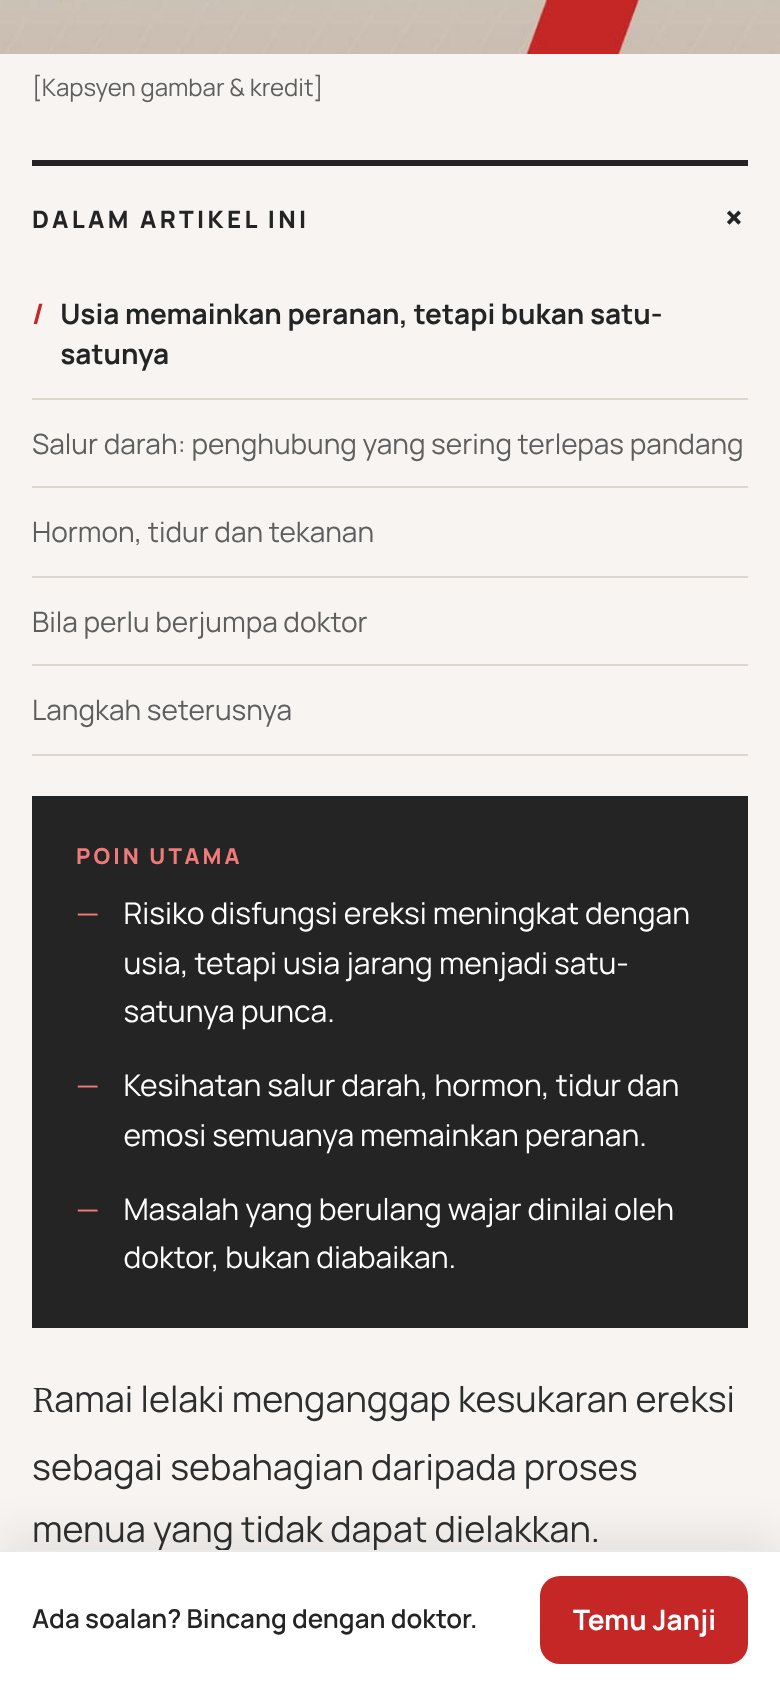 [Kapsyen gambar & kredit]
DALAM ARTIKEL INI ×
/ Usia memainkan peranan, tetapi bukan satu-
satunya
Salur darah: penghubung yang sering terlepas pandang
Hormon, tidur dan tekanan
Bila perlu berjumpa doktor
Langkah seterusnya
POIN UTAMA
— Risiko disfungsi ereksi meningkat dengan
usia, tetapi usia jarang menjadi satu-
satunya punca.
— Kesihatan salur darah, hormon, tidur dan
emosi semuanya memainkan peranan.
— Masalah yang berulang wajar dinilai oleh
doktor, bukan diabaikan.
Ramai lelaki menganggap kesukaran ereksi
sebagai sebahagian daripada proses
menua yang tidak dapat dielakkan.
Ada soalan? Bincang dengan doktor.
Temu Janji